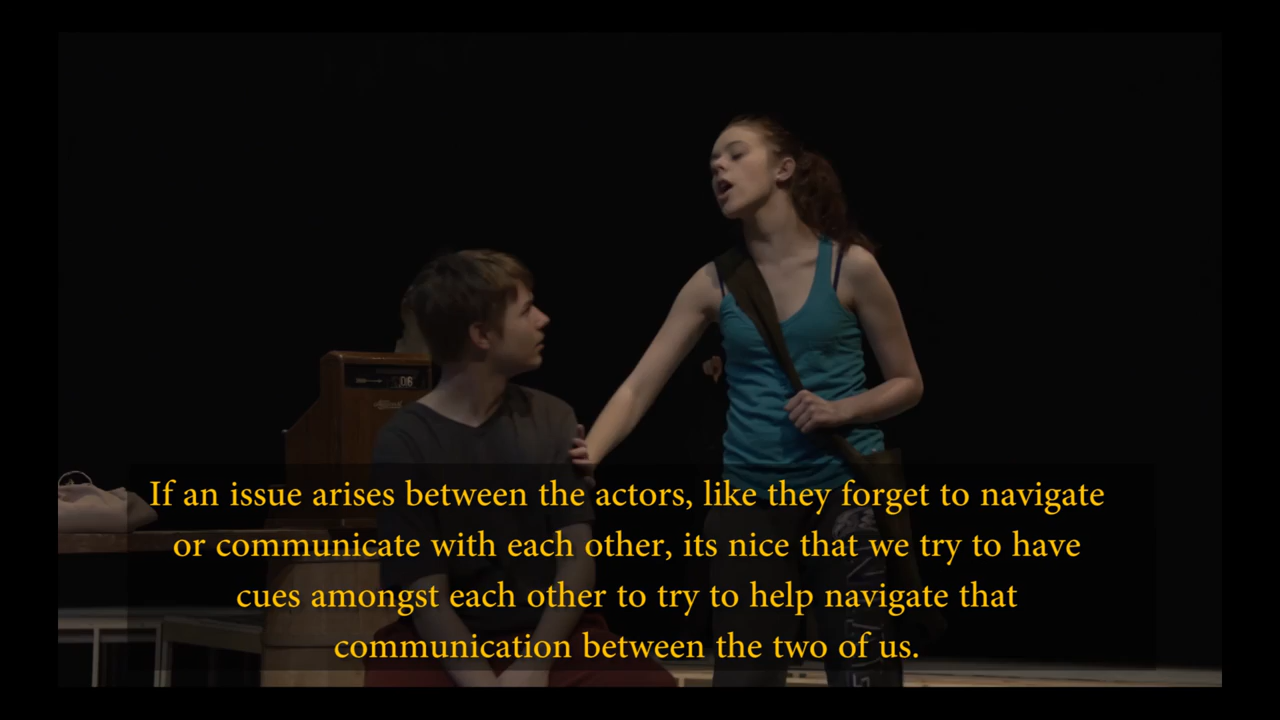 If an issue arises between the actors, like they forget to navigate
or communicate with each other, its nice that we try to have
cues amongst each other to try to help navigate that
communication between the two of us.